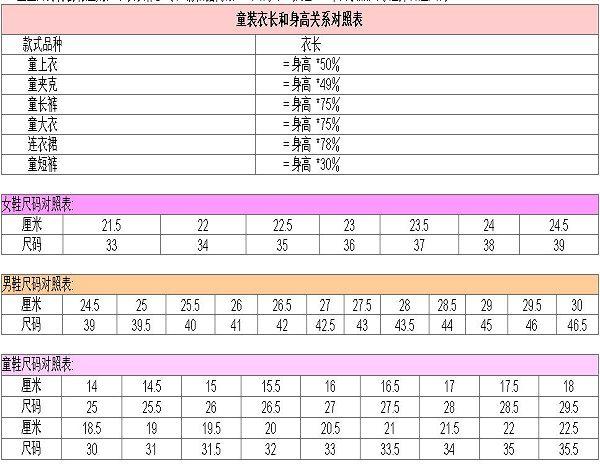 童装衣长和身高关系对照表
款式品种 衣长
童上衣 =身高 *50%
童夹克 =身高 *49%
童长裤 =身高 *75%
童大衣 =身高 *75%
连衣裙 =身高 *78%
童短裤 =身高 *30%
女鞋尺码对照表:
厘米 21.5 22 22.5 23 23.5 24 24.5
尺码 33 34 35 36 37 38 39
男鞋尺码对照表:
厘米 24.5 25 25.5 26 26.5 27 27.5 28 28.5 29 29.5 30
尺码 39 39.5 40 41 42 42.5 43 43.5 44 45 46 46.5
童鞋尺码对照表:
厘米 14 14.5 15 15.5 16 16.5 17 17.5 18
尺码 25 25.5 26 26.5 27 27.5 28 28.5 29.5
厘米 18.5 19 19.5 20 20.5 21 21.5 22 22.5
尺码 30 31 31.5 32 33 33.5 34 35 35.5